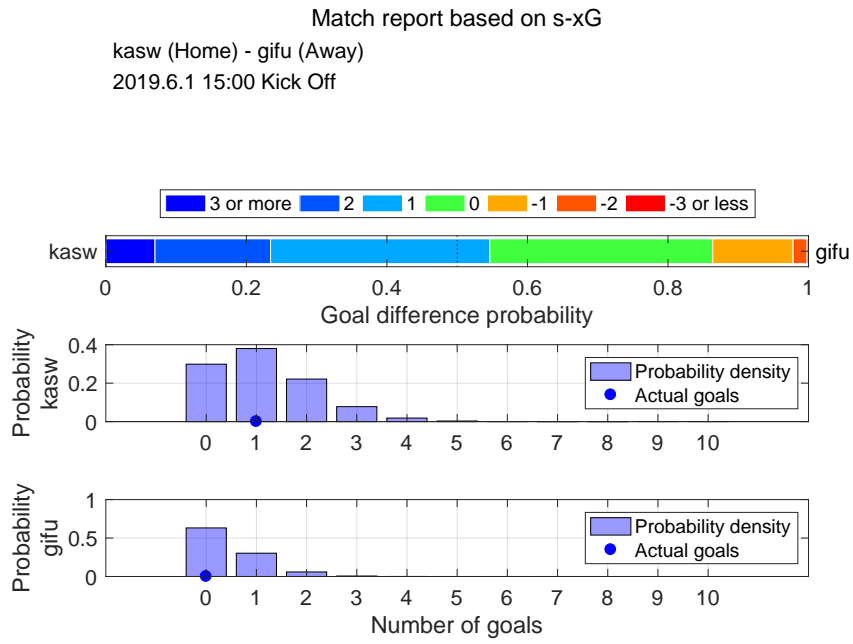 Match report based on s-xG
kasw (Home) - gifu (Away)
2019.6.1 15:00 Kick Off
3 or more 2 1 0 -1 -2 -3 or less
kasw gifu
0 0.2 0.4 0.6 0.8 1
Goal difference probability
Probability
kasw
0.4
0.2
0
Probability density
Actual goals
0 1 2 3 4 5 6 7 8 9 10
Probability
gifu
1
0.5
0
Probability density
Actual goals
0 1 2 3 4 5 6 7 8 9 10
Number of goals